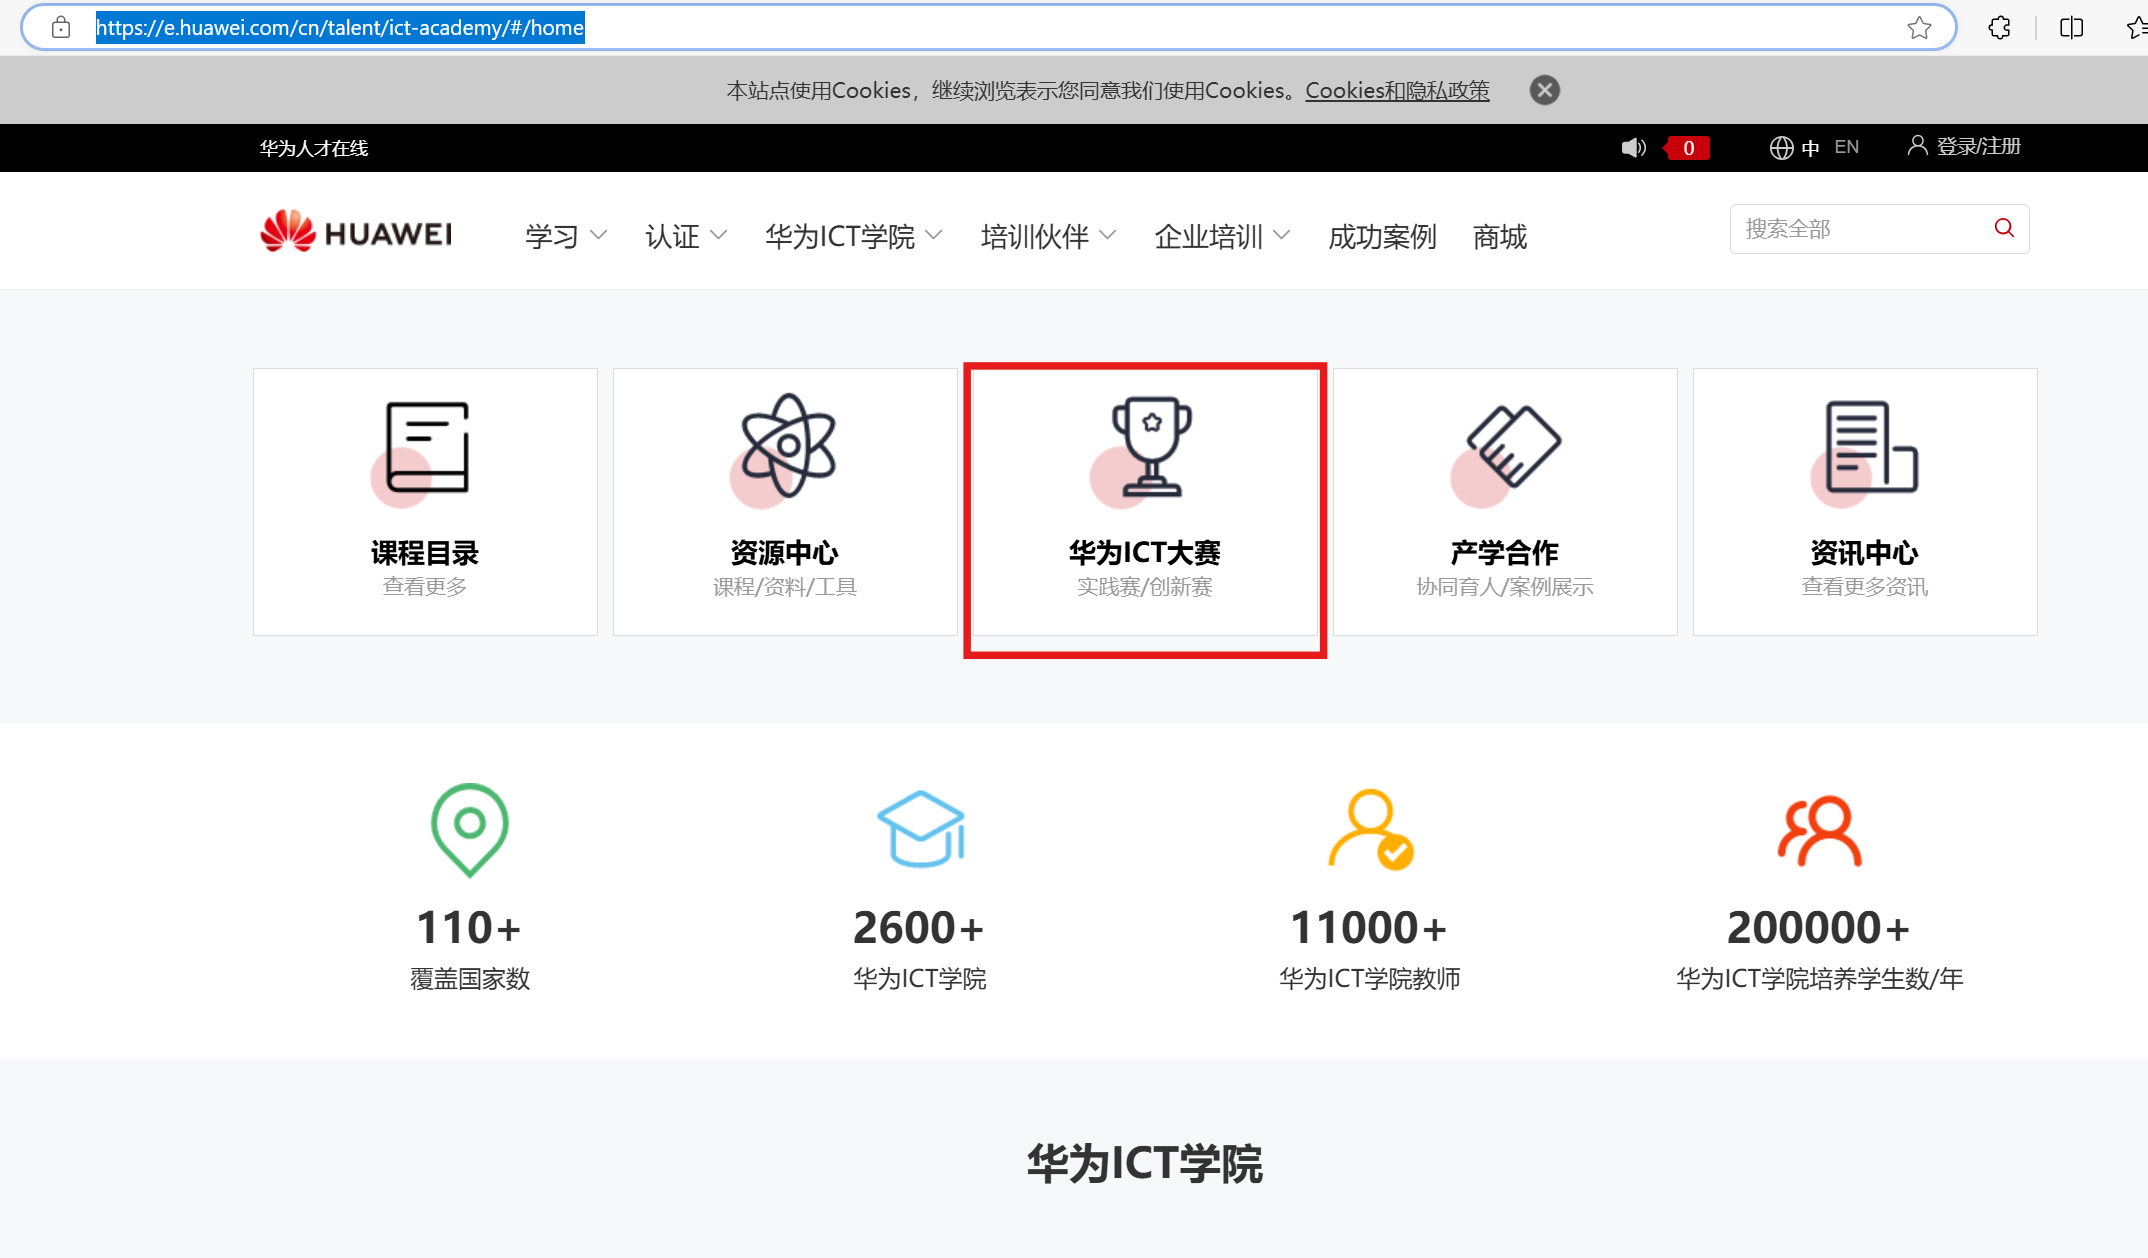 https://e.huawei.com/cn/talent/ict-academy/#/home
本站点使用Cookies，继续浏览表示您同意我们使用Cookies。Cookies和隐私政策
华为人才在线
0
中 EN
登录/注册
HUAWEI
学习
认证
华为ICT学院
培训伙伴
企业培训
成功案例
商城
搜索全部
课程目录
查看更多
资源中心
课程/资料/工具
华为ICT大赛
实践赛/创新赛
产学合作
协同育人/案例展示
资讯中心
查看更多资讯
110+
覆盖国家数
2600+
华为ICT学院
11000+
华为ICT学院教师
200000+
华为ICT学院培养学生数/年
华为ICT学院